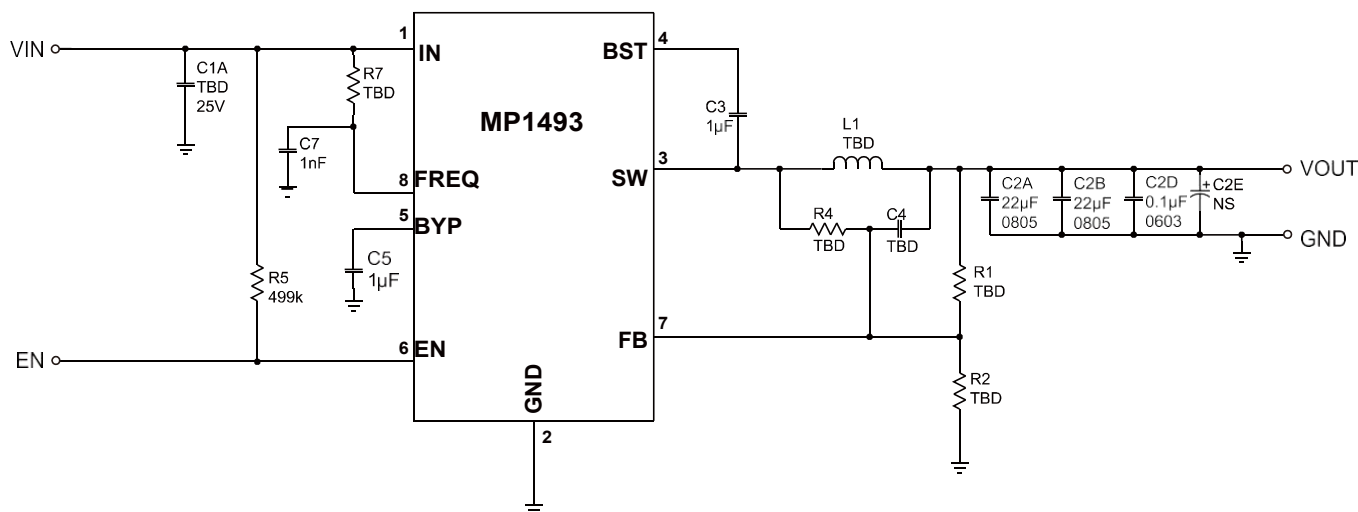 VIN
C1A
TBD
25V
R7
TBD
C7
1nF
R5
499k
C5
1µF
EN
1
IN
8
FREQ
5
BYP
6
EN
MP1493
GND
2
4
BST
3
SW
7
FB
C3
1µF
L1
TBD
R4
TBD
C4
TBD
R1
TBD
R2
TBD
C2A
22µF
0805
C2B
22µF
0805
C2D
0.1µF
0603
+
C2E
NS
VOUT
GND